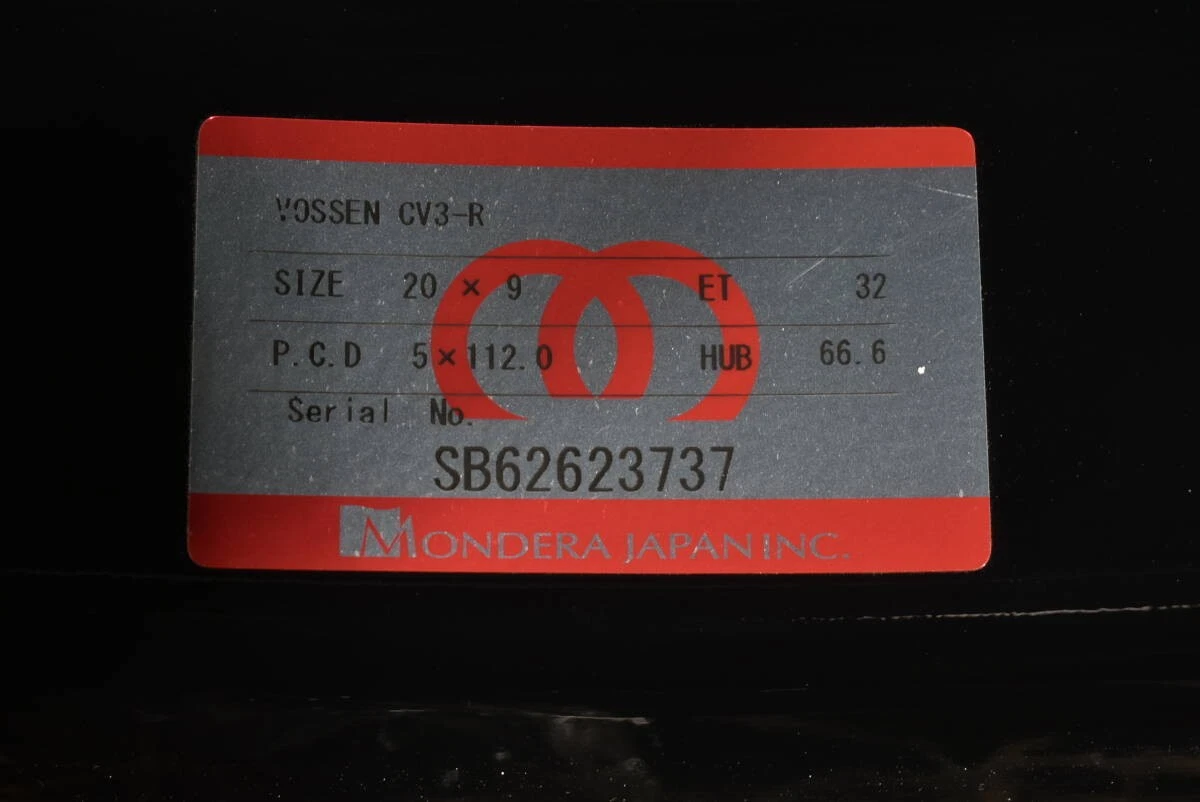 VOSSEN CV3-R
SIZE 20 × 9 ET 32
P.C.D 5×112.0 HUB 66.6
Serial No.
SB62623737
MONDERA JAPAN INC.